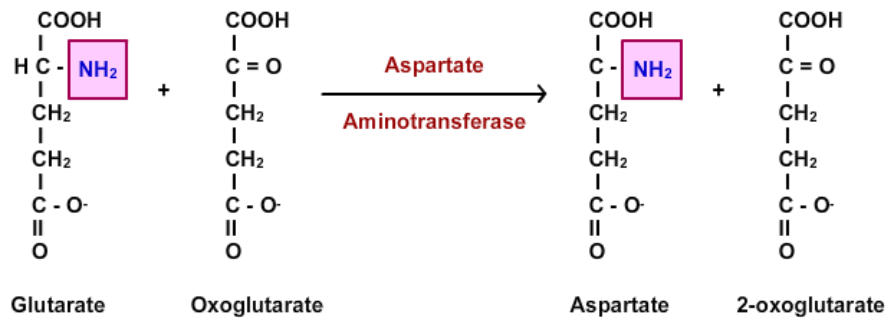 COOH COOH COOH COOH
H C - NH₂ C = O Aspartate C - NH₂ C = O
+ +
CH₂ CH₂ Aminotransferase CH₂ CH₂
CH₂ CH₂ CH₂ CH₂
C - O- C - O- C - O- C - O-
O O O O
Glutarate Oxoglutarate Aspartate 2-oxoglutarate